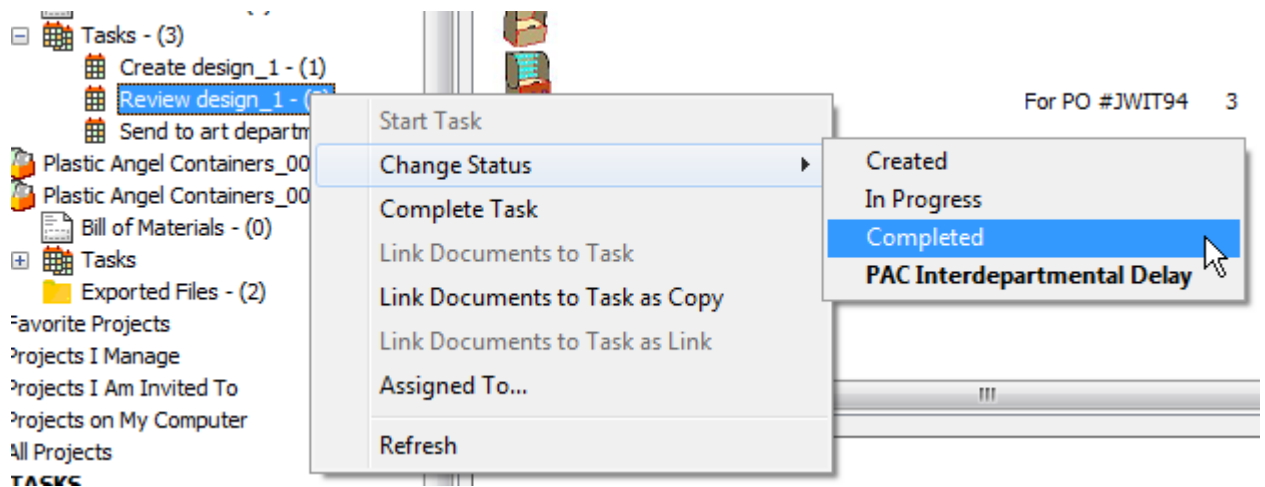 Tasks - (3)
Create design_1 - (1)
Review design_1 - (
Send to art departm
Plastic Angel Containers_00
Plastic Angel Containers_00
Bill of Materials - (0)
Tasks
Exported Files - (2)
Favorite Projects
Projects I Manage
Projects I Am Invited To
Projects on My Computer
All Projects
TASKS
Start Task
Change Status
Complete Task
Link Documents to Task
Link Documents to Task as Copy
Link Documents to Task as Link
Assigned To...
Refresh
For PO #JWIT94 3
Created
In Progress
Completed
PAC Interdepartmental Delay